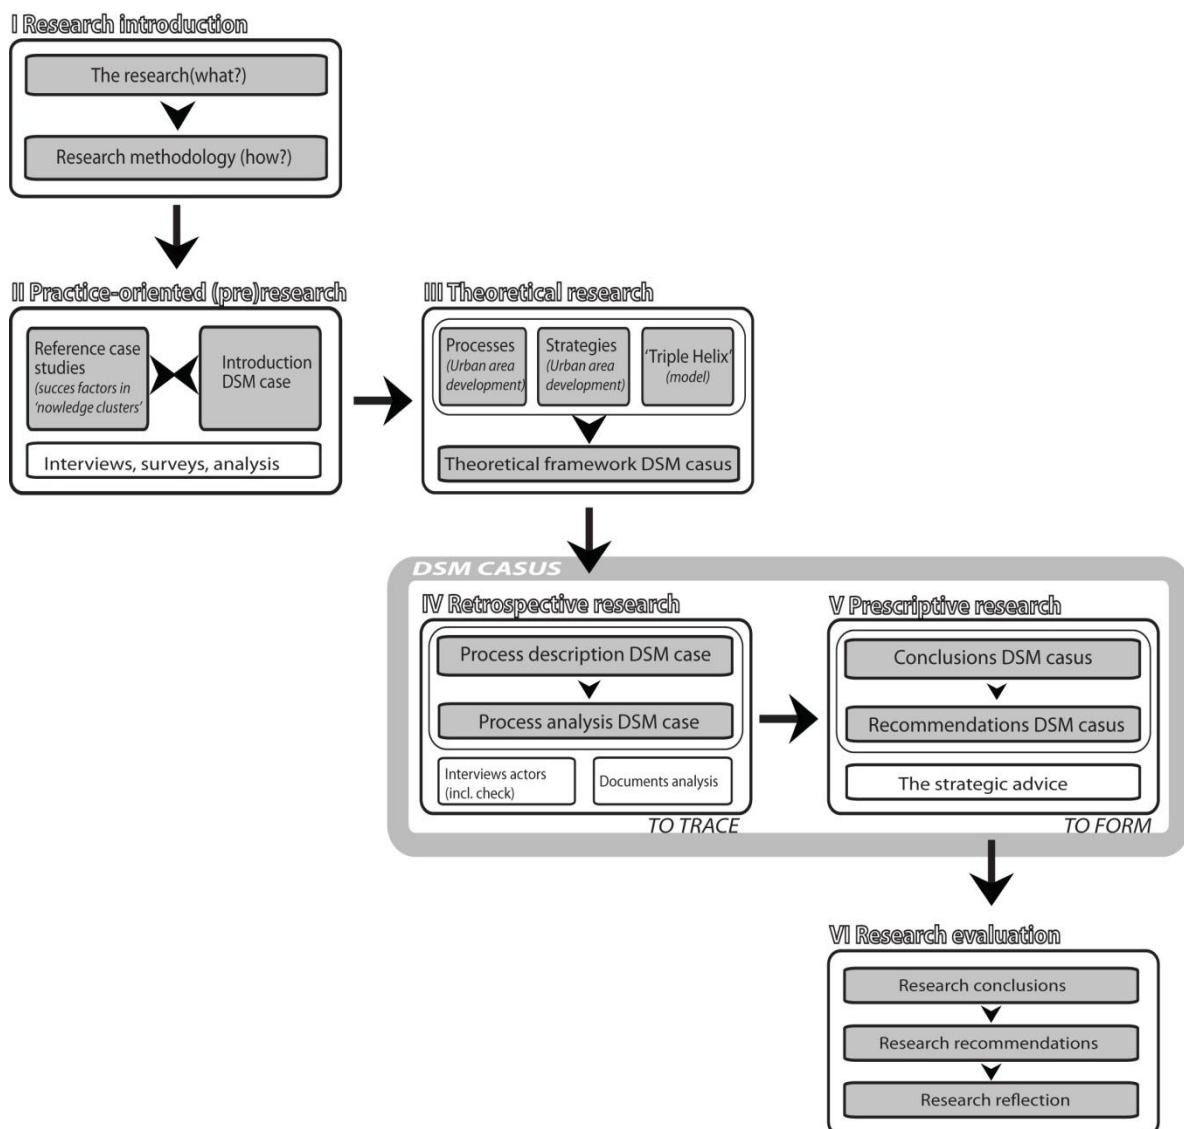 I Research introduction
The research(what?)
Research methodology (how?)
II Practice-oriented (pre)research
Reference case
studies
(succes factors in
'nowledge clusters'
Introduction
DSM case
Interviews, surveys, analysis
III Theoretical research
Processes
(Urban area
development)
Strategies
(Urban area
development)
'Triple Helix'
(model)
Theoretical framework DSM casus
DSM CASUS
IV Retrospective research
Process description DSM case
Process analysis DSM case
Interviews actors
(incl. check)
Documents analysis
TO TRACE
V Prescriptive research
Conclusions DSM casus
Recommendations DSM casus
The strategic advice
TO FORM
VI Research evaluation
Research conclusions
Research recommendations
Research reflection